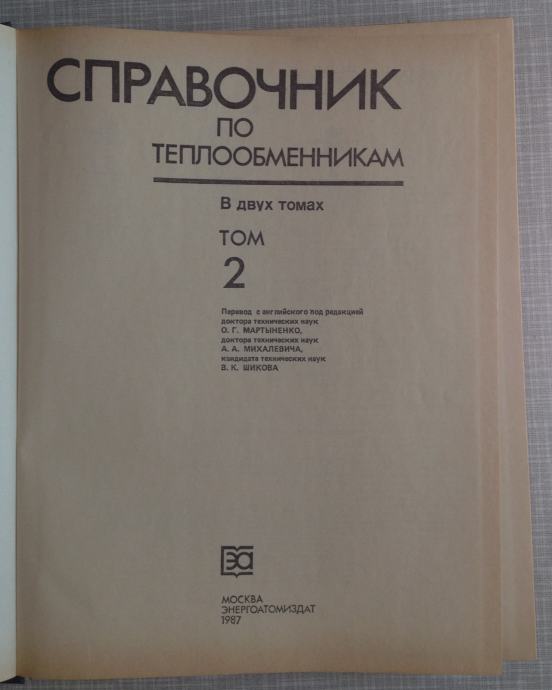 СПРАВОЧНИК
ПО
ТЕПЛООБМЕННИКАМ
В двух томах
ТОМ
2
Перевод с английского под редакцией
доктора технических наук
О. Г. МАРТЫНЕНКО,
доктора технических наук
А. А. МИХАЛЕВИЧА,
кандидата технических наук
В. К. ШИКОВА
ЭА
МОСКВА
ЭНЕРГОАТОМИЗДАТ
1987